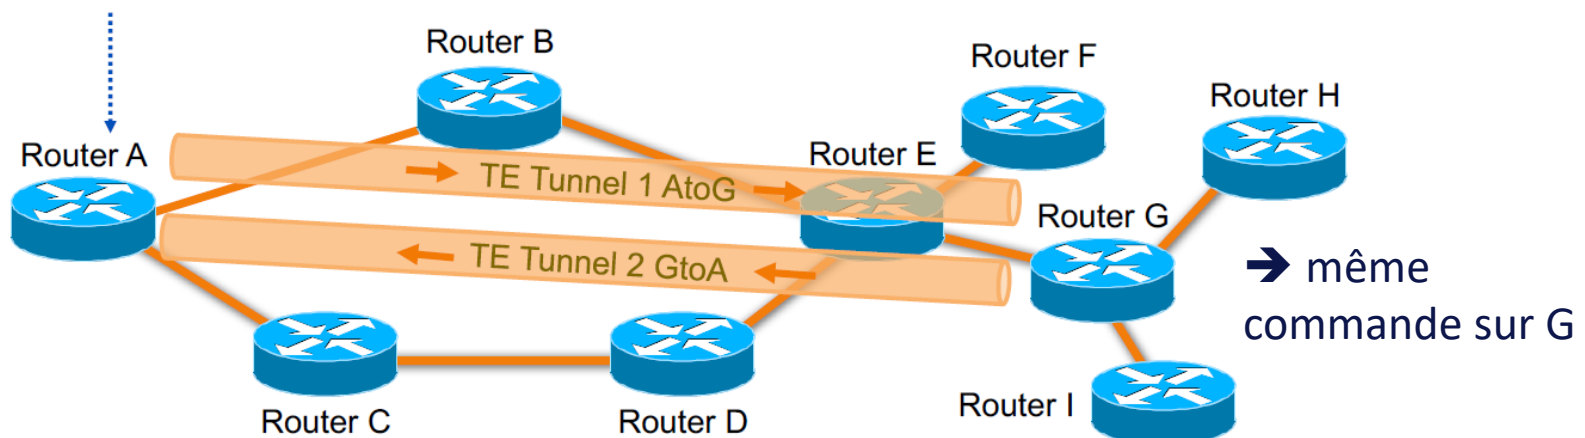 Router B
Router F
Router H
Router A
Router E
TE Tunnel 1 AtoG
Router G
TE Tunnel 2 GtoA
➔ même
commande sur G
Router I
Router C
Router D